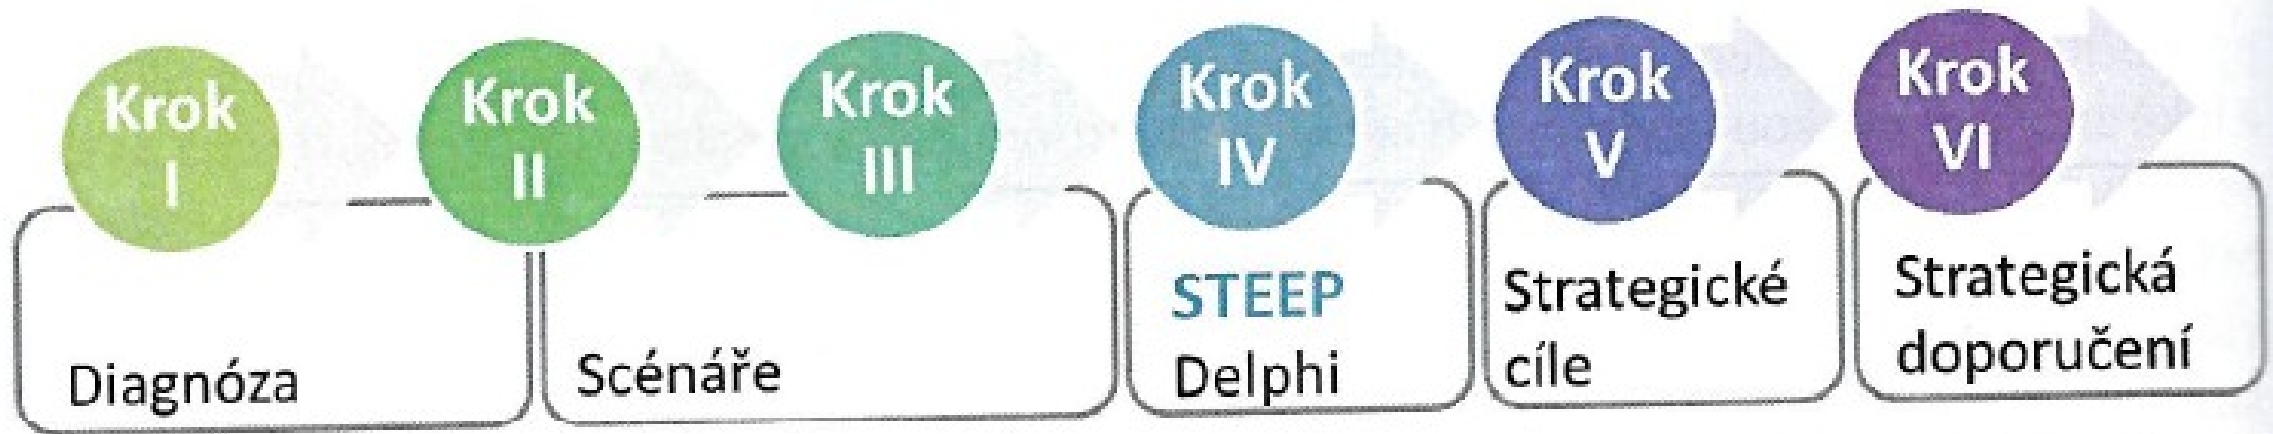 Krok
I
Krok
II
Krok
III
Krok
IV
Krok
V
Krok
VI
Diagnóza
Scénáře
STEEP
Delphi
Strategické
cíle
Strategická
doporučení